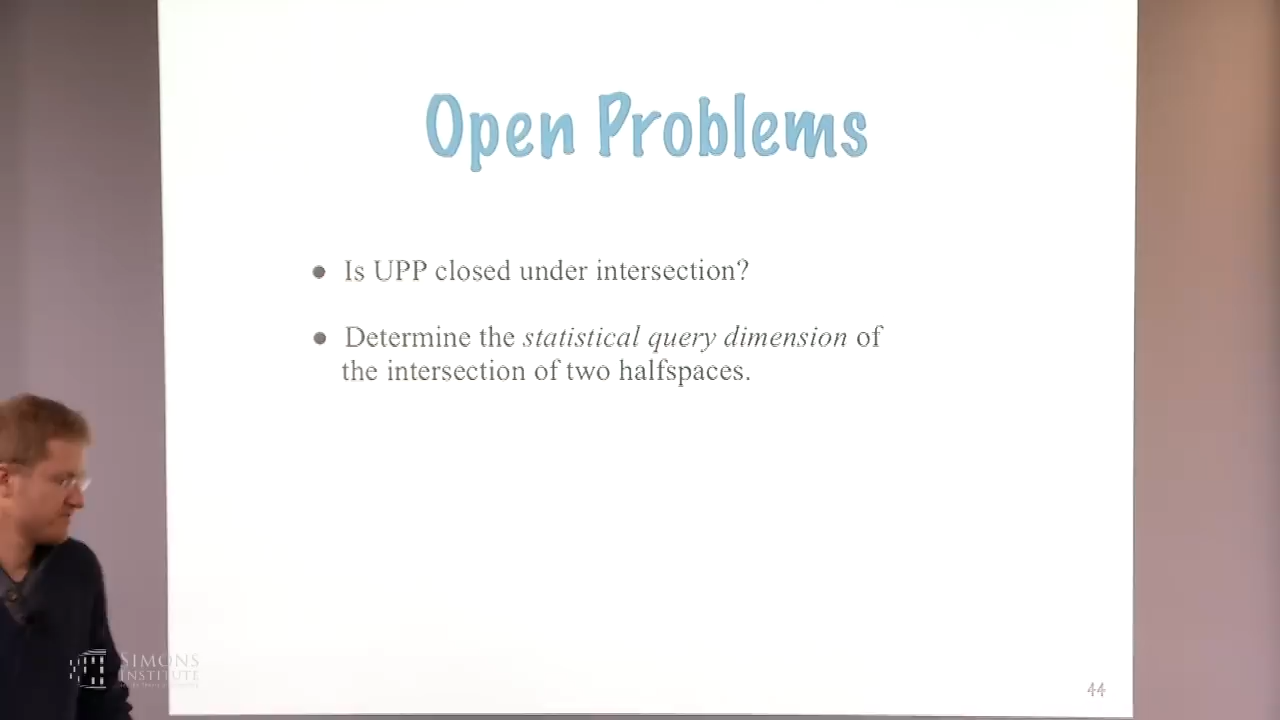 Open Problems
• Is UPP closed under intersection?
• Determine the statistical query dimension of
the intersection of two halfspaces.
SIMONS
INSTITUTE
44